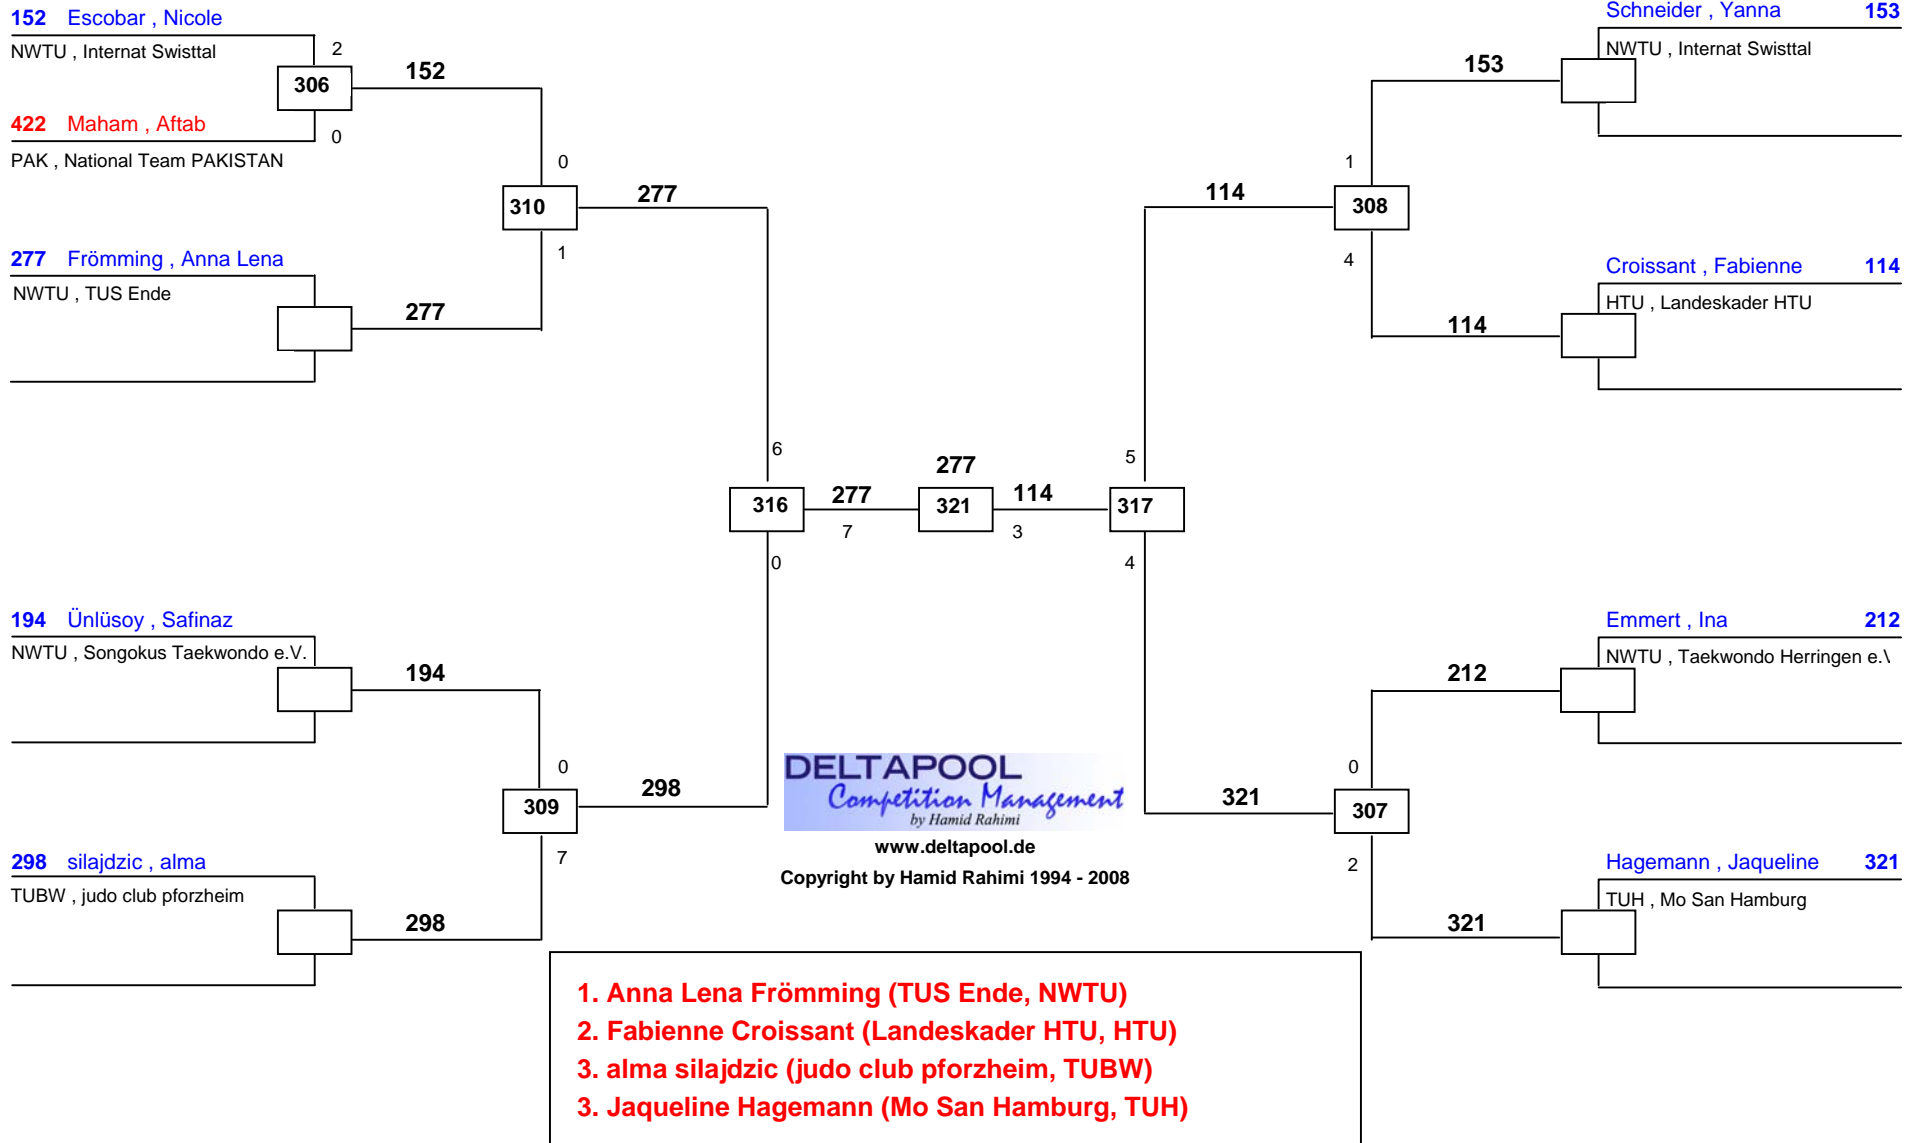 152 Escobar , Nicole
NWTU , Internat Swisttal
2
306
152
422 Maham , Aftab
0
PAK , National Team PAKISTAN
0
310
277
1
277 Frömming , Anna Lena
NWTU , TUS Ende
277
6
316
277
7
0
194 Ünlüsoy , Safinaz
NWTU , Songokus Taekwondo e.V.
194
0
309
298
7
298 silajdzic , alma
TUBW , judo club pforzheim
298
277
321
114
3
Schneider , Yanna 153
NWTU , Internat Swisttal
153
1
114
308
4
Croissant , Fabienne 114
HTU , Landeskader HTU
114
5
317
4
Emmert , Ina 212
NWTU , Taekwondo Herringen e.\
212
0
321
307
2
Hagemann , Jaqueline 321
TUH , Mo San Hamburg
321
DELTAPOOL
Competition Management
by Hamid Rahimi
www.deltapool.de
Copyright by Hamid Rahimi 1994 - 2008
1. Anna Lena Frömming (TUS Ende, NWTU)
2. Fabienne Croissant (Landeskader HTU, HTU)
3. alma silajdzic (judo club pforzheim, TUBW)
3. Jaqueline Hagemann (Mo San Hamburg, TUH)